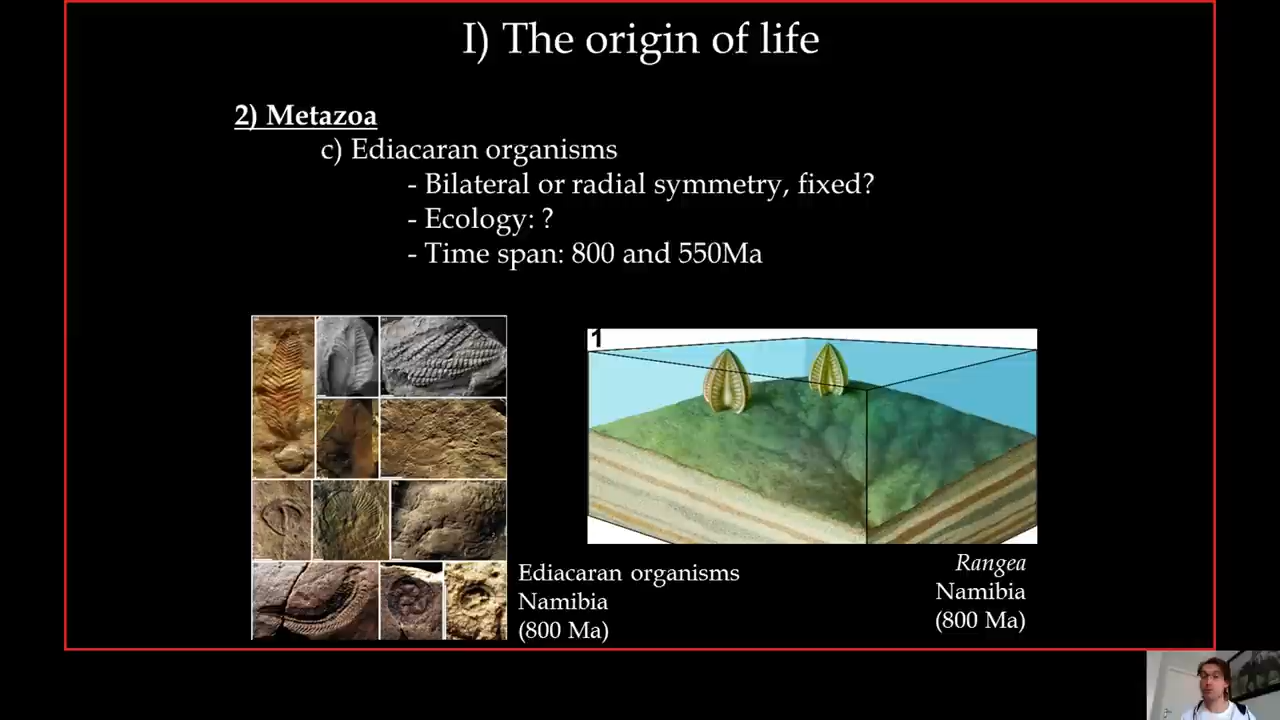 I) The origin of life
2) Metazoa
c) Ediacaran organisms
- Bilateral or radial symmetry, fixed?
- Ecology: ?
- Time span: 800 and 550Ma
1
Ediacaran organisms
Namibia
(800 Ma)
Rangea
Namibia
(800 Ma)